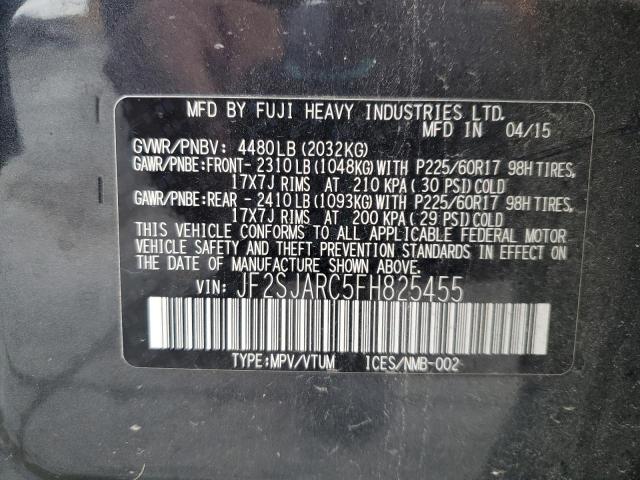 MFD BY FUJI HEAVY INDUSTRIES LTD.
MFD IN 04/15
GVWR/PNBV: 4480LB (2032KG)
GAWR/PNBE:FRONT-2310LB(1048KG)WITH P225/60R17 98H TIRES,
17X7J RIMS AT 210 KPA (30 PSI)COLD
GAWR/PNBE:REAR -2410LB(1093KG)WITH P225/60R17 98H TIRES,
17X7J RIMS AT 200 KPA (29 PSI)COLD
THIS VEHICLE CONFORMS TO ALL APPLICABLE FEDERAL MOTOR
VEHICLE SAFETY AND THEFT PREVENTION STANDARDS IN EFFECT
ON THE DATE OF MANUFACTURE SHOWN ABOVE.
VIN: JF2SJARC5FH825455
TYPE:MPV/VTUM ICES/NMB-002